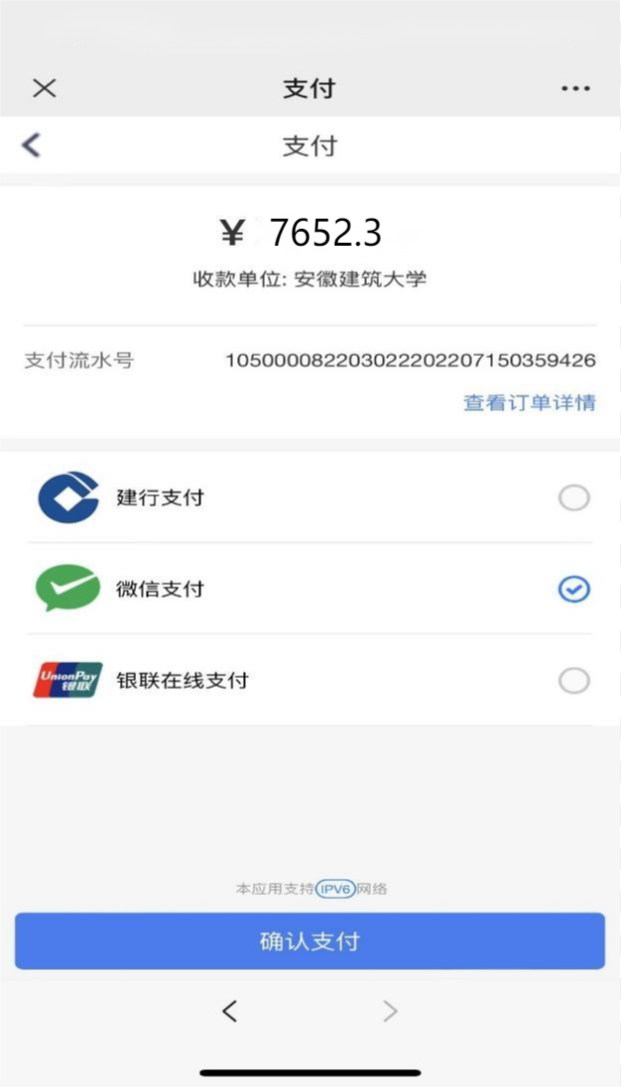 支付
支付
¥ 7652.3
收款单位: 安徽建筑大学
支付流水号 1050000822030222202207150359426
查看订单详情
建行支付
微信支付
UnionPay
银联
银联在线支付
本应用支持IPV6网络
确认支付